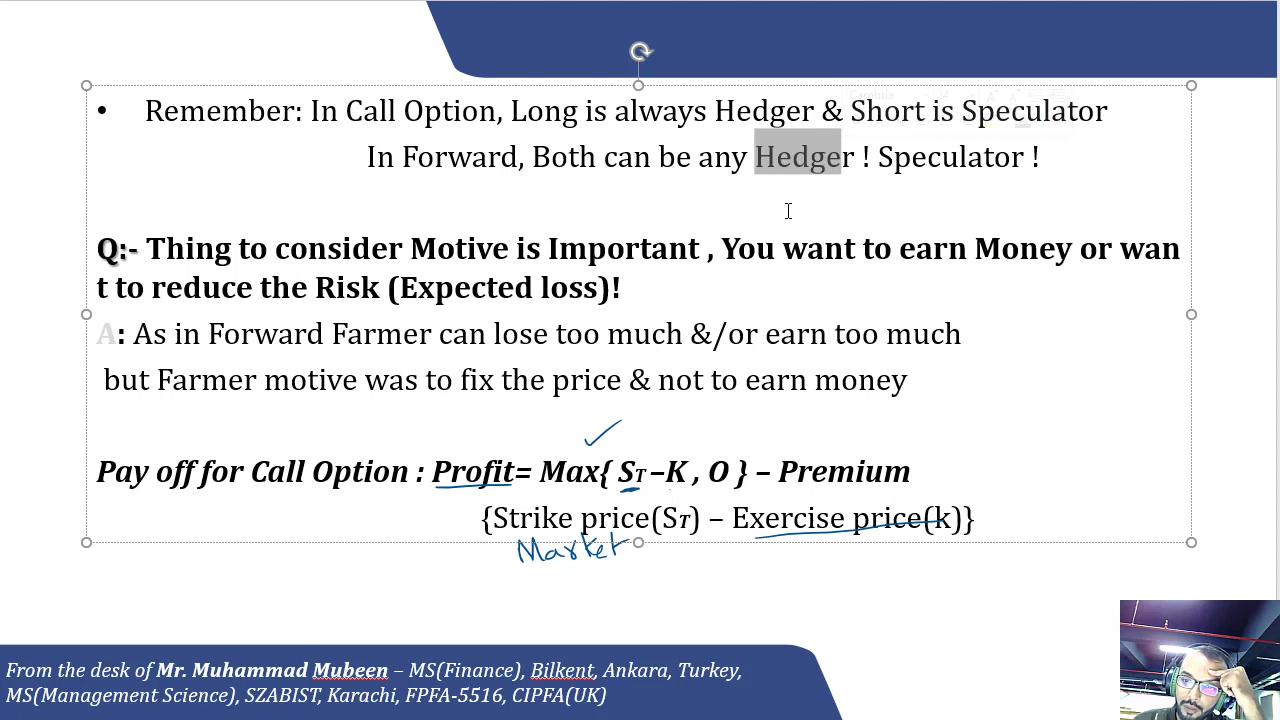 • Remember: In Call Option, Long is always Hedger & Short is Speculator
In Forward, Both can be any Hedger ! Speculator !
Q:- Thing to consider Motive is Important , You want to earn Money or wan
t to reduce the Risk (Expected loss)!
A: As in Forward Farmer can lose too much &/or earn too much
but Farmer motive was to fix the price & not to earn money
Pay off for Call Option : Profit= Max{ ST –K , O } – Premium
{Strike price(ST) – Exercise price(k)}
Market
From the desk of Mr. Muhammad Mubeen – MS(Finance), Bilkent, Ankara, Turkey,
MS(Management Science), SZABIST, Karachi, FPFA-5516, CIPFA(UK)